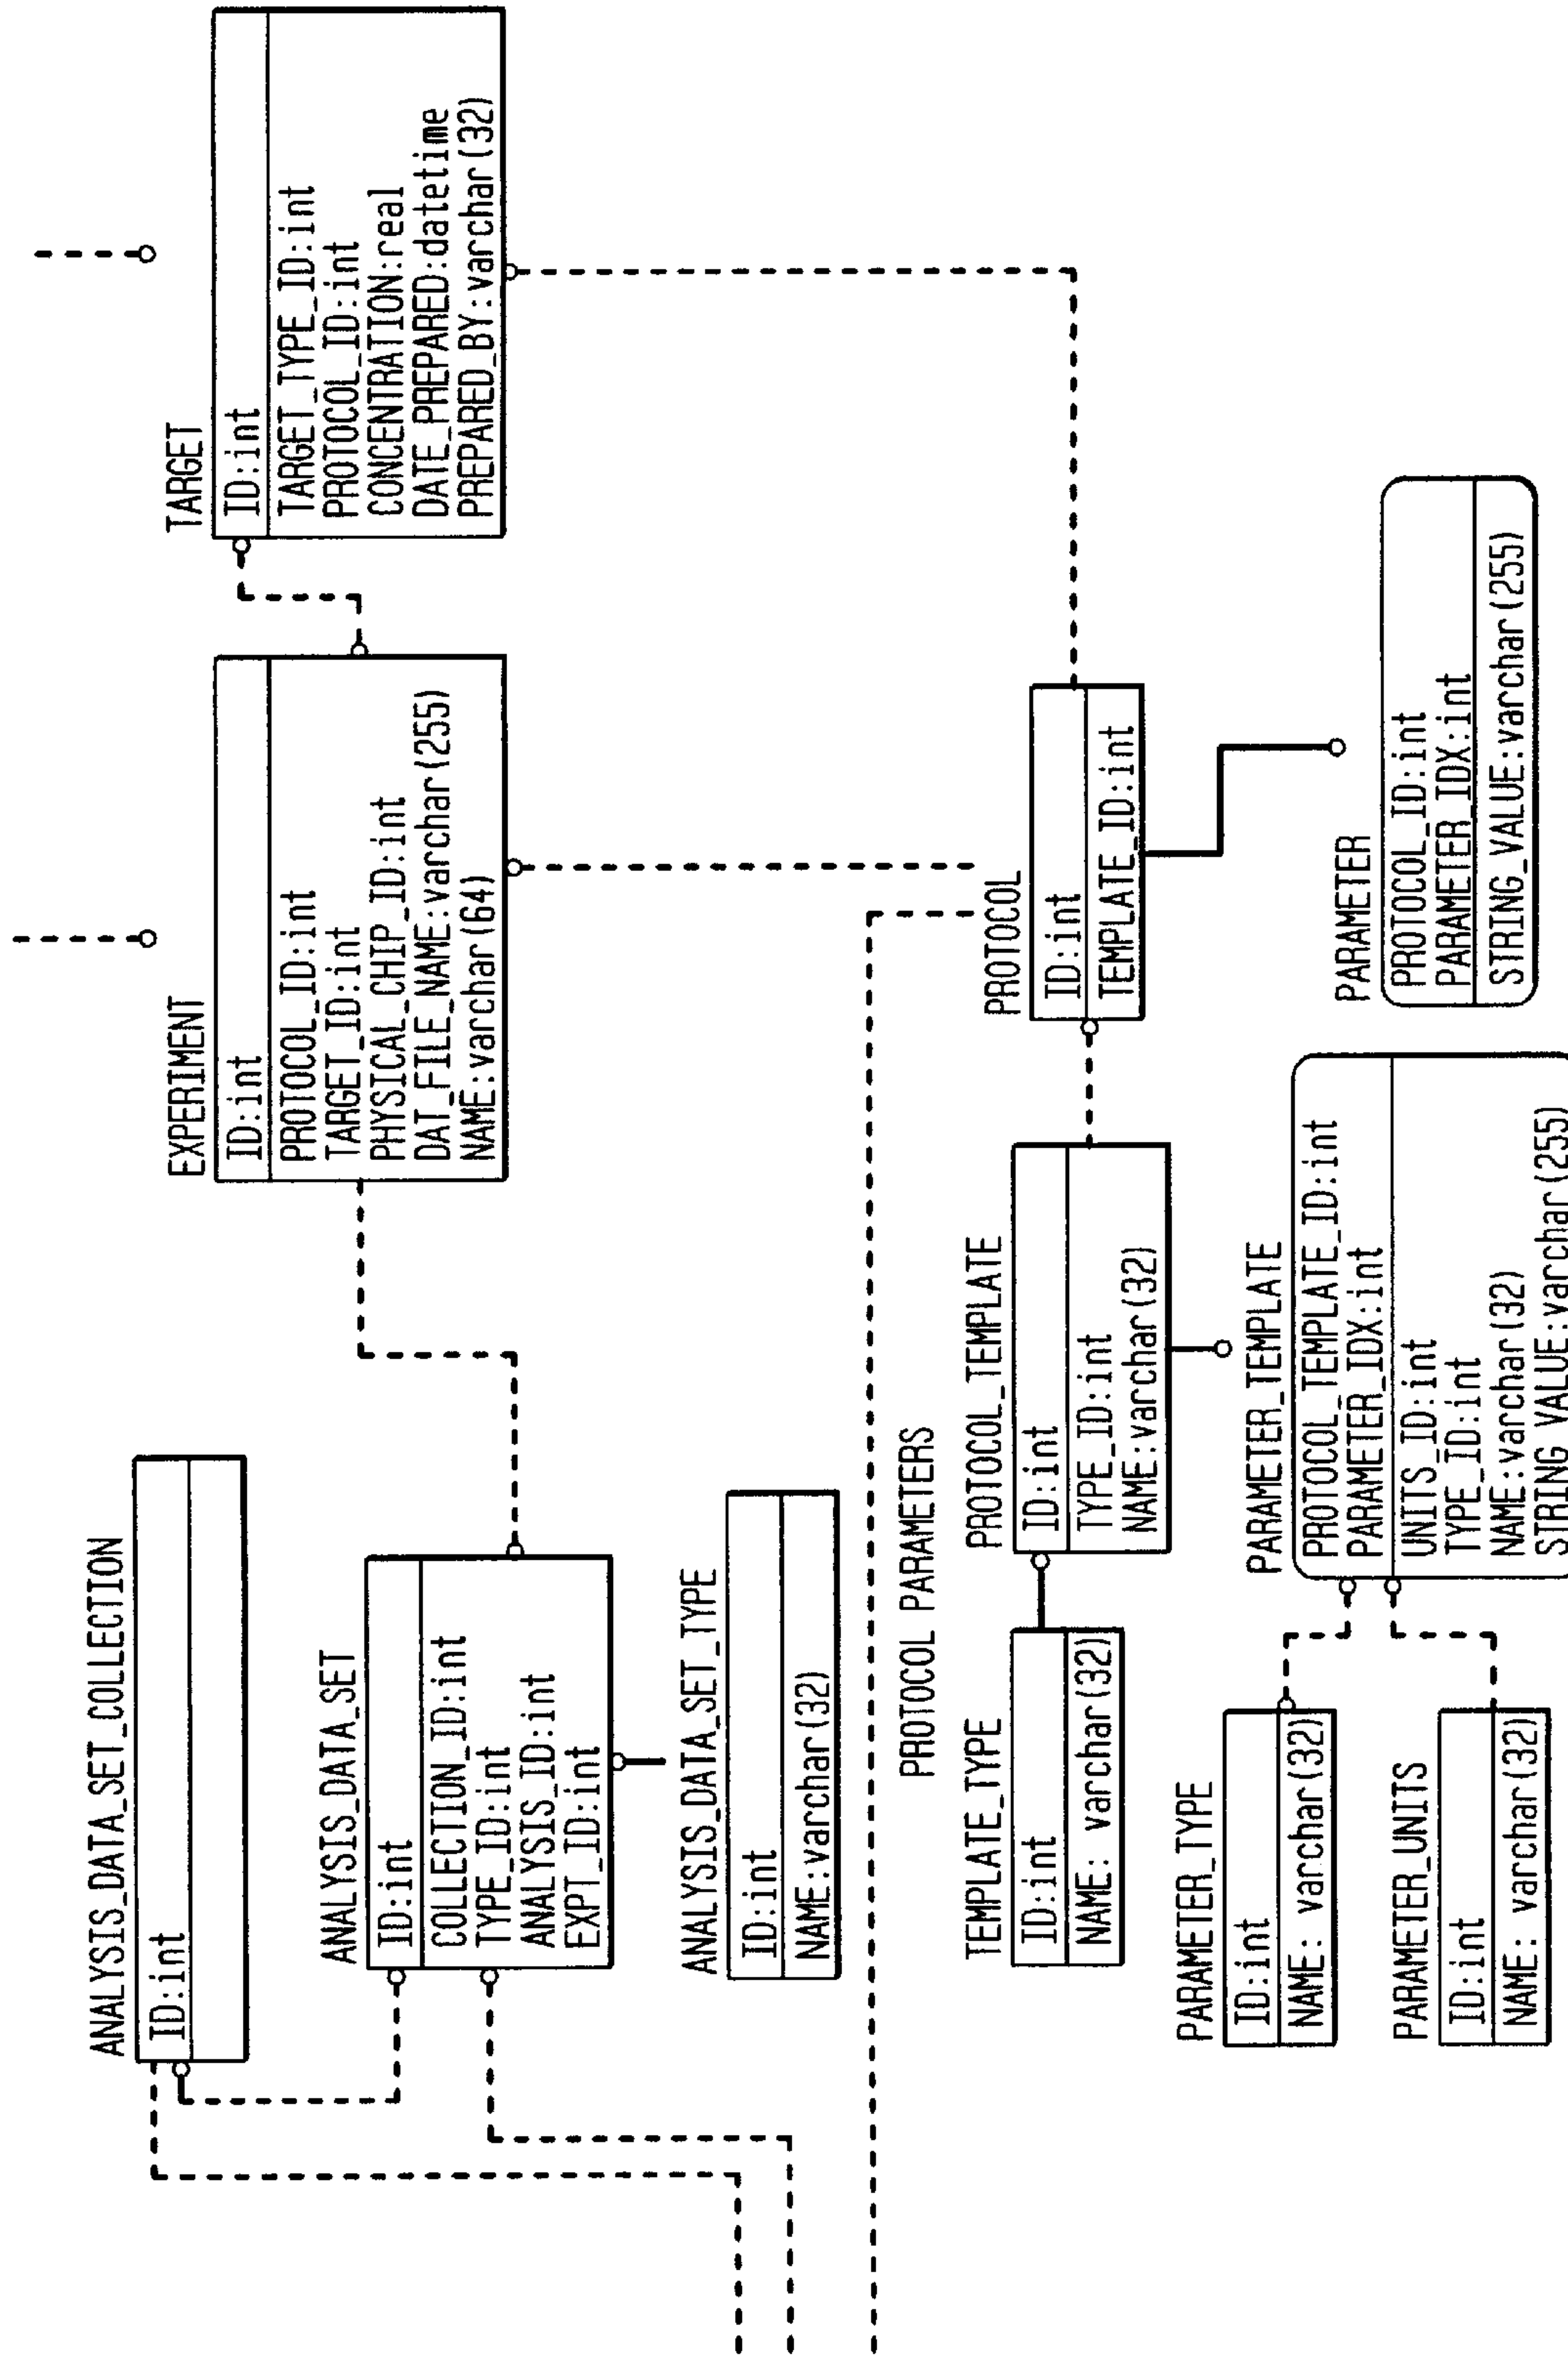 ANALYSIS_DATA_SET_COLLECTION
ID:int
ANALYSIS_DATA_SET
ID:int
COLLECTION_ID:int
TYPE_ID:int
ANALYSIS_ID:int
EXPT_ID:int
ANALYSIS_DATA_SET_TYPE
ID:int
NAME:varchar(32)
EXPERIMENT
ID:int
PROTOCOL_ID:int
TARGET_ID:int
PHYSICAL_CHIP_ID:int
DAT_FILE_NAME:varchar(255)
NAME:varchar(64)
TARGET
ID:int
TARGET_TYPE_ID:int
PROTOCOL_ID:int
CONCENTRATION:real
DATE_PREPARED:datetime
PREPARED_BY:varchar(32)
PROTOCOL PARAMETERS
TEMPLATE_TYPE
ID:int
NAME: varchar(32)
PROTOCOL_TEMPLATE
ID:int
TYPE_ID:int
NAME:varchar(32)
PROTOCOL
ID:int
TEMPLATE_ID:int
PARAMETER_TYPE
ID:int
NAME: varchar(32)
PARAMETER_UNITS
ID:int
NAME: varchar(32)
PARAMETER_TEMPLATE
PROTOCOL_TEMPLATE_ID:int
PARAMETER_IDX:int
UNITS_ID:int
TYPE_ID:int
NAME:varchar(32)
STRING_VALUE:varchar(255)
PARAMETER
PROTOCOL_ID:int
PARAMETER_IDX:int
STRING_VALUE:varchar(255)